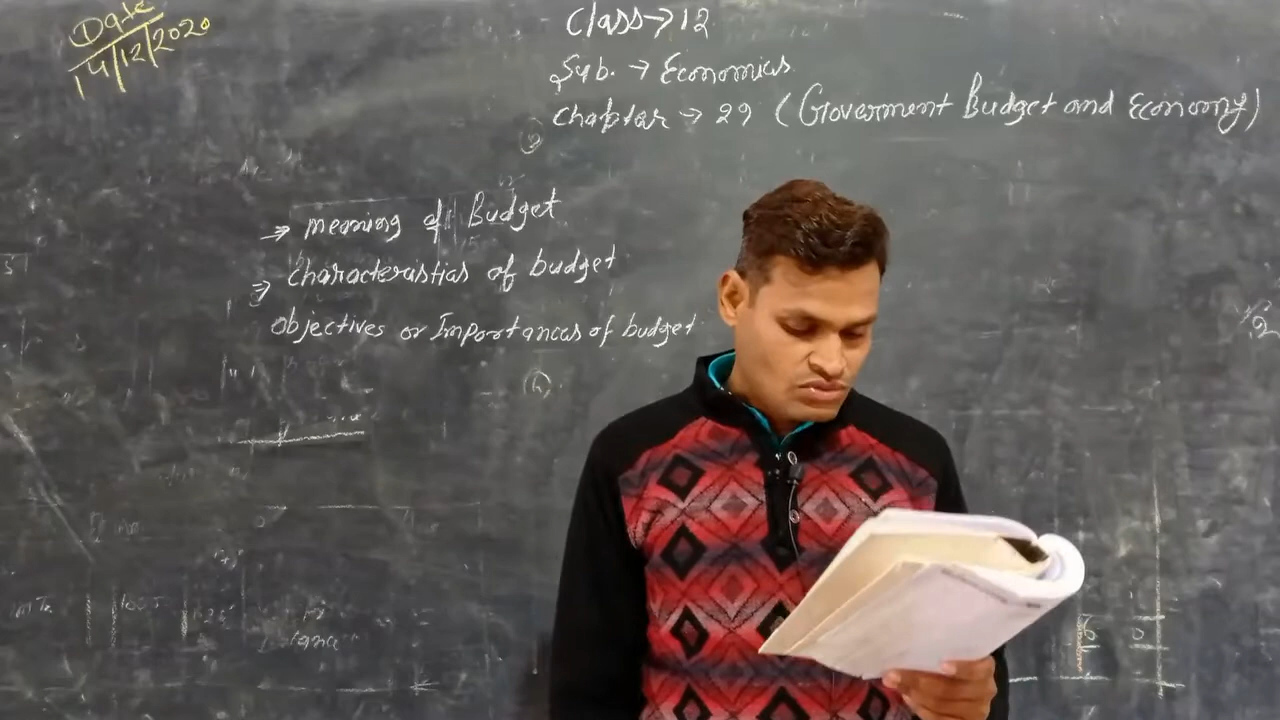 Date
14/12/2020
Class→12
Sub. → Economics
Chapter → 29 (Goverment Budget and Economy)
→ meaning of Budget
⇒ Characteristics of budget
Objectives or Importances of budget